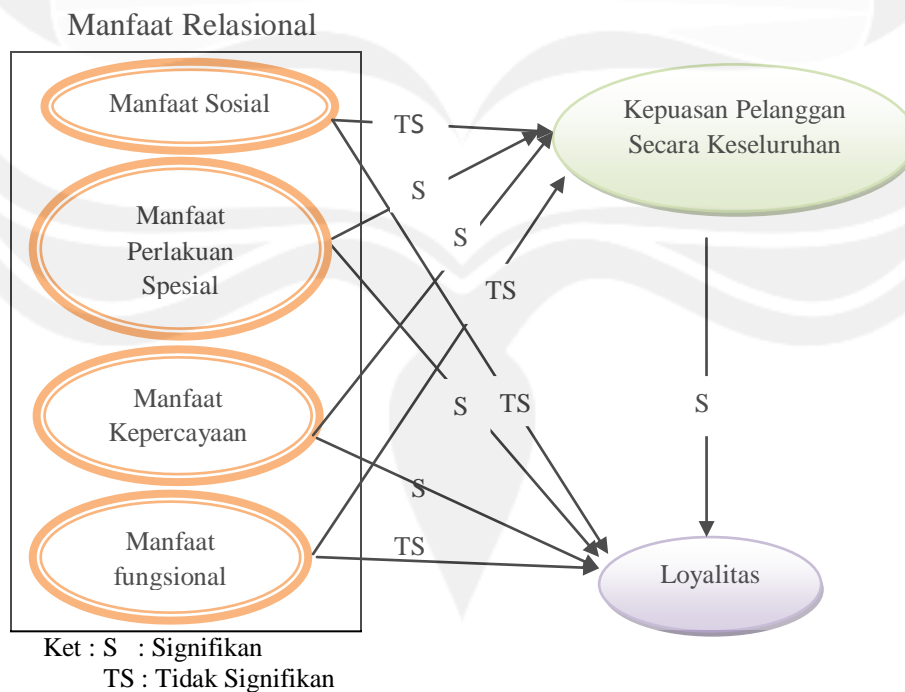 Manfaat Relasional
Manfaat Sosial
TS
Kepuasan Pelanggan
Secara Keseluruhan
S
Manfaat
Perlakuan
Spesial
S
TS
Manfaat
Kepercayaan
S
TS
S
S
Manfaat
fungsional
TS
Loyalitas
Ket : S : Signifikan
TS : Tidak Signifikan